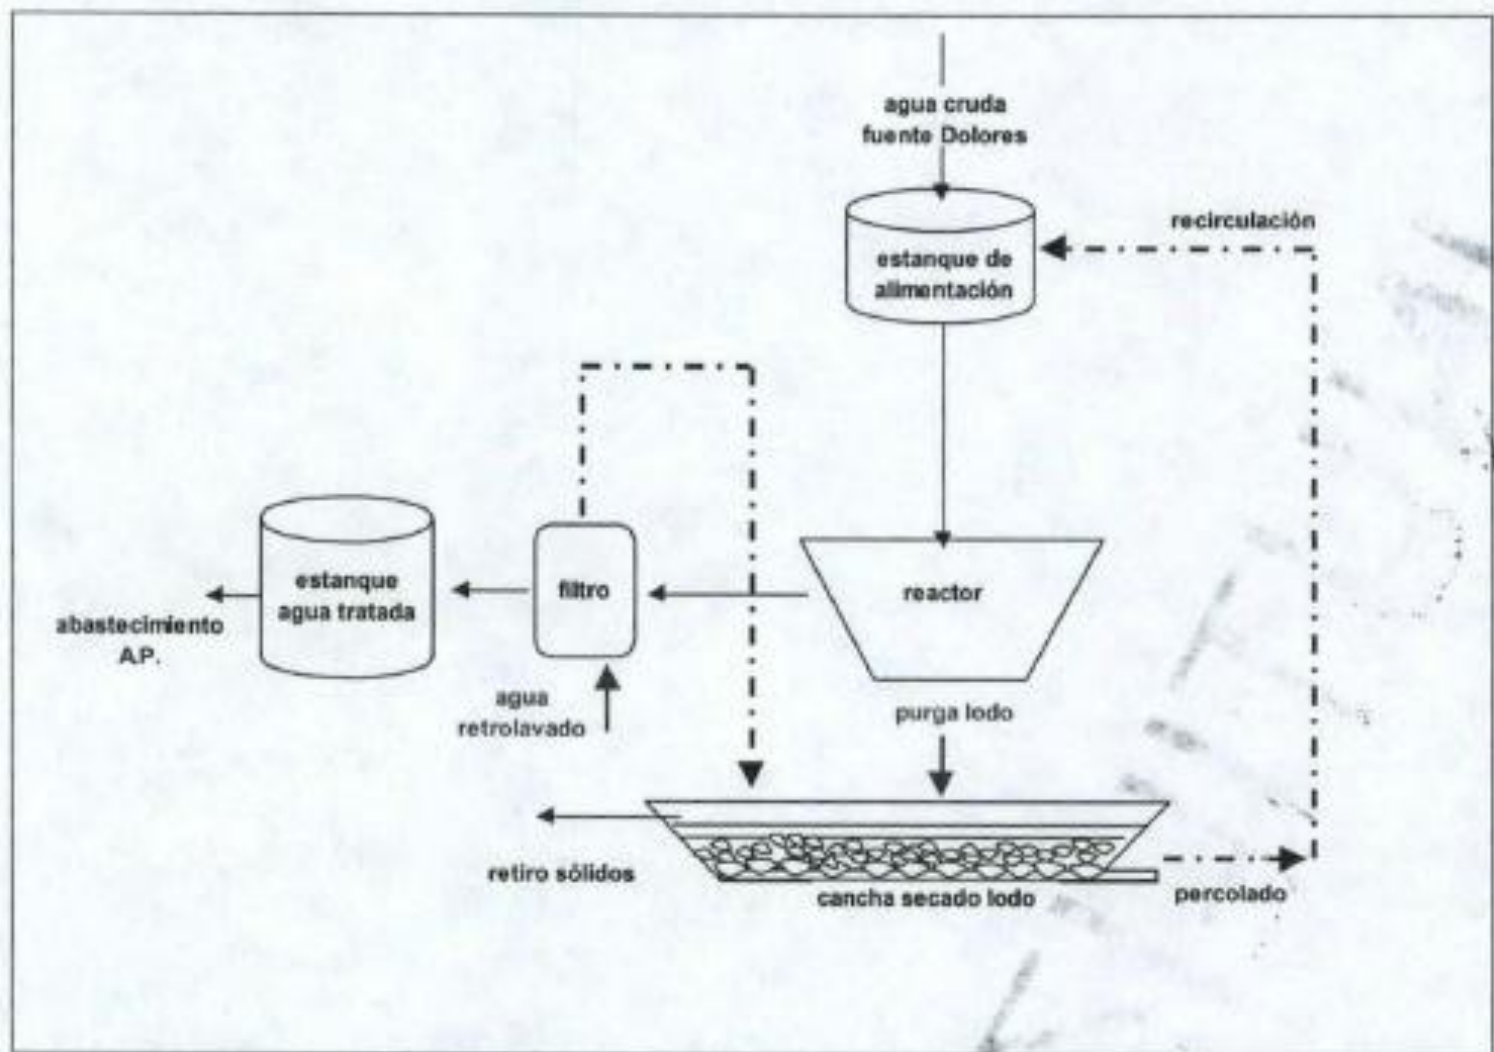 agua cruda
fuente Dolores
recirculación
estanque de
alimentación
estanque
agua tratada
filtro
reactor
abastecimiento
A.P.
agua
retrolavado
purga lodo
retiro sólidos
cancha secado lodo
percolado